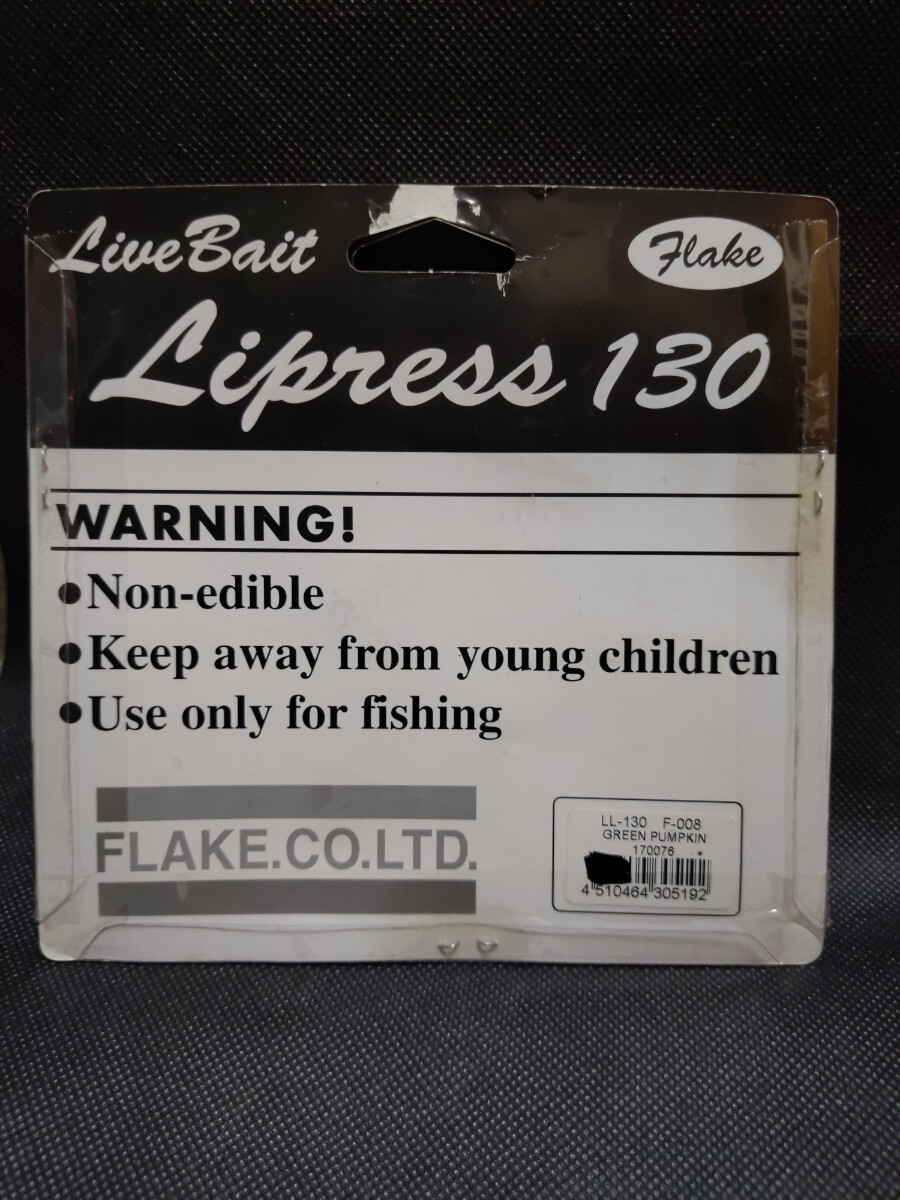 LiveBait
Flake
Lipress 130
WARNING!
●Non-edible
●Keep away from young children
●Use only for fishing
FLAKE.CO.LTD.
LL-130 F-008
GREEN PUMPKIN
170076
4 510464 305192